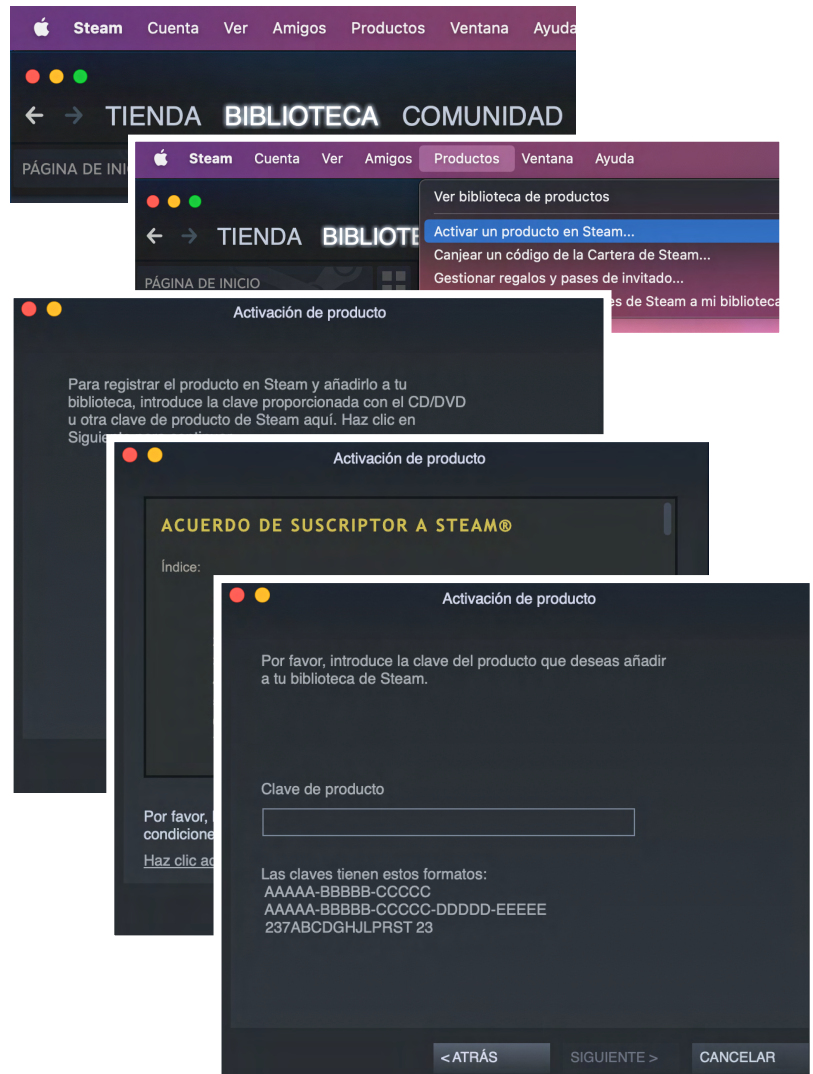 Steam Cuenta Ver Amigos Productos Ventana Ayuda
TIENDA BIBLIOTECA COMUNIDAD
PÁGINA DE
Steam Cuenta Ver Amigos Productos Ventana Ayuda
Ver biblioteca de productos
Activar un producto en Steam...
Canjear un código de la Cartera de Steam...
Gestionar regalos y pases de invitado...
de Steam a mi biblioteca
TIENDA
PÁGINA DE INICIO
Activación de producto
Para registrar el producto en Steam y añadirlo a tu
biblioteca, introduce la clave proporcionada con el CD/DVD
u otra clave de producto de Steam aquí. Haz clic en
Activación de producto
ACUERDO DE SUSCRIPTOR A STEAM®
Índice:
Por favor,
Haz clic
Activación de producto
Por favor, introduce la clave del producto que deseas añadir
a tu biblioteca de Steam.
Clave de producto
Las claves tienen estos formatos:
AAAAA-BBBBB-CCCCC
AAAAA-BBBBB-CCCCC-DDDDD-EEEEE
237ABCDGHJLPRST 23
< ATRÁS SIGUIENTE > CANCELAR